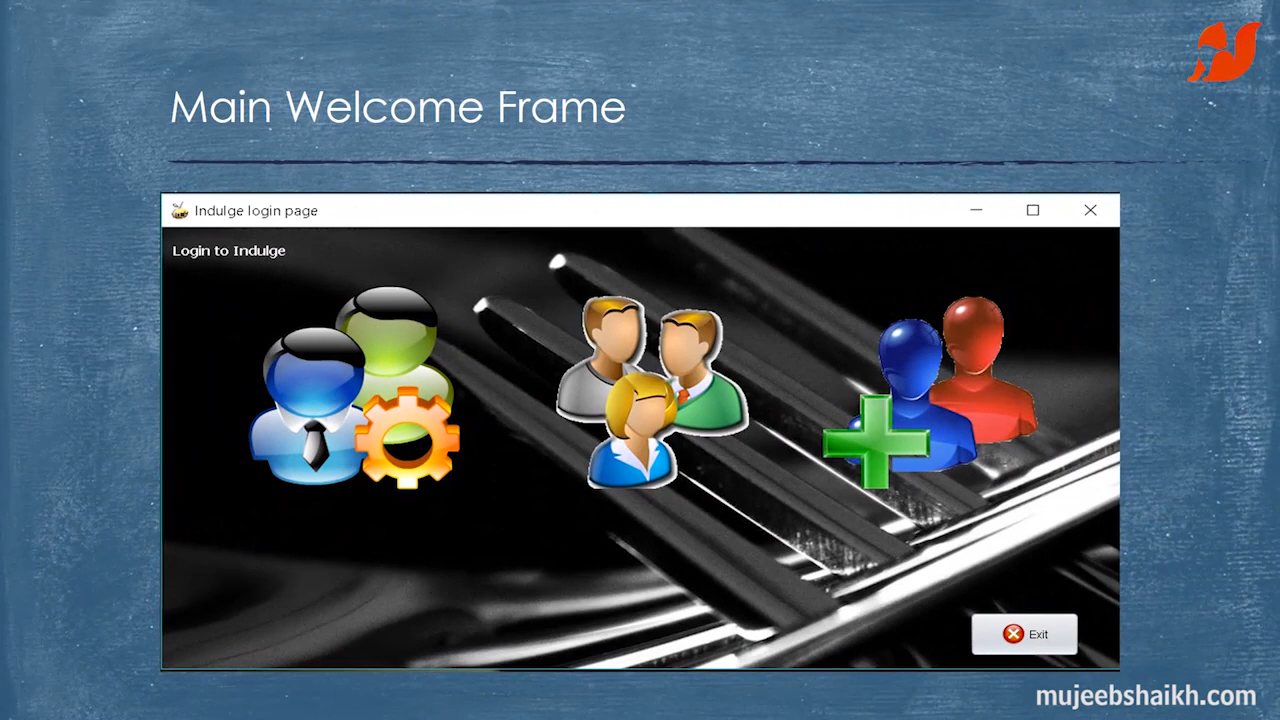 Main Welcome Frame
Indulge login page
Login to Indulge
Exit
mujeebshaikh.com